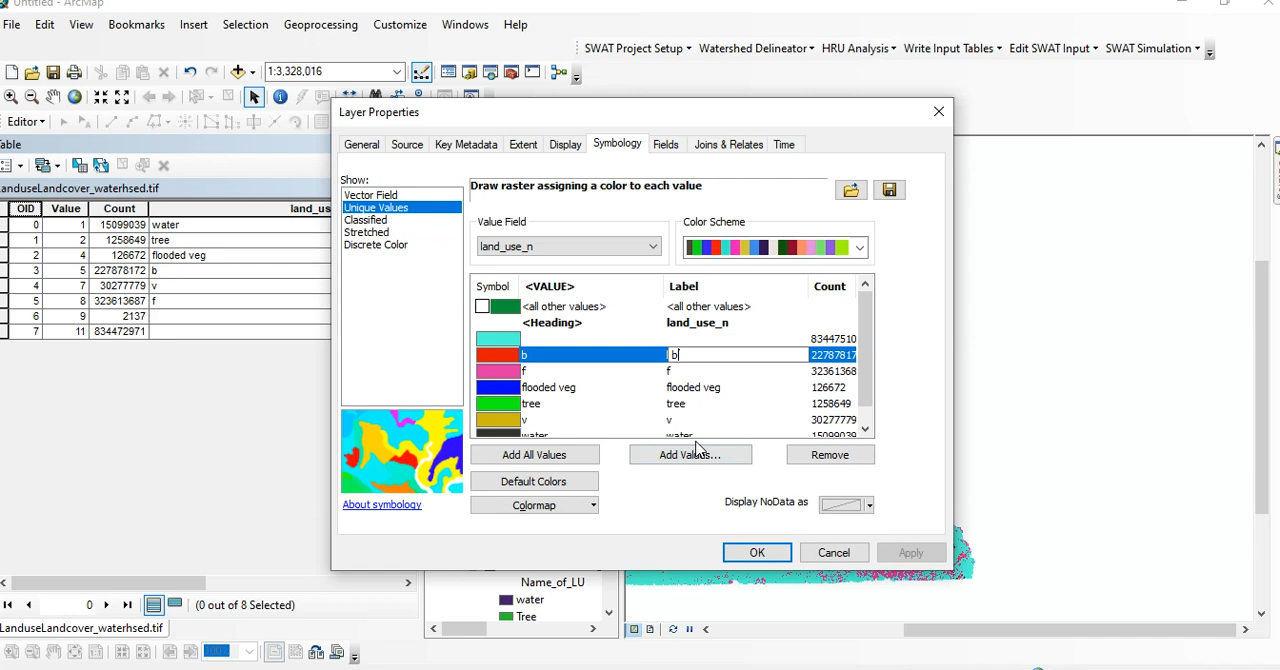 Untitled - ArcMap
File Edit View Bookmarks Insert Selection Geoprocessing Customize Windows Help
SWAT Project Setup Watershed Delineator HRU Analysis Write Input Tables Edit SWAT Input SWAT Simulation
1:3,328,016
Editor
Layer Properties
General Source Key Metadata Extent Display Symbology Fields Joins & Relates Time
able
anduseLandcover_waterhsed.tif
OID Value Count land_us
0 1 15099039 water
1 2 1258649 tree
2 4 126672 flooded veg
3 5 227878172 b
4 7 30277779 v
5 8 323613687 f
6 9 2137
7 11 834472971
Show:
Vector Field
Unique Values
Classified
Stretched
Discrete Color
About symbology
Draw raster assigning a color to each value
Value Field
land_use_n
Color Scheme
Symbol <VALUE> Label Count
<all other values> <all other values>
<Heading> land_use_n
83447510
b b 22787817
f f 32361368
flooded veg flooded veg 126672
tree tree 1258649
v v 30277779
water water 15099039
Add All Values Add Values... Remove
Default Colors
Colormap
Display NoData as
OK Cancel Apply
Name_of_LU
water
Tree
0 (0 out of 8 Selected)
LanduseLandcover_waterhsed.tif